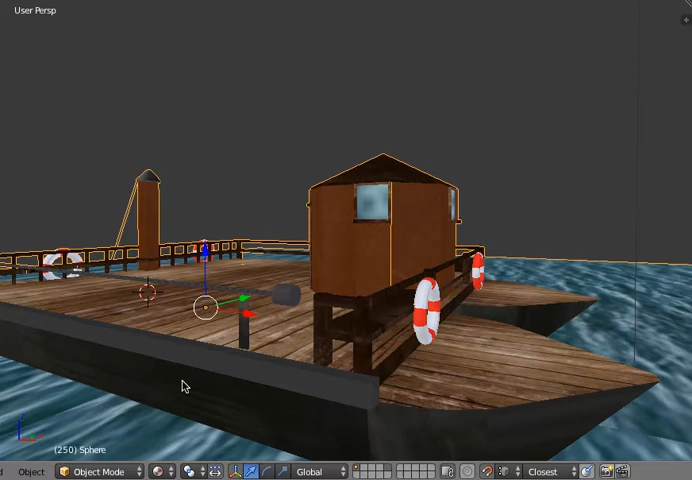 User Persp
(250) Sphere
Object
Object Mode
Global
Closest